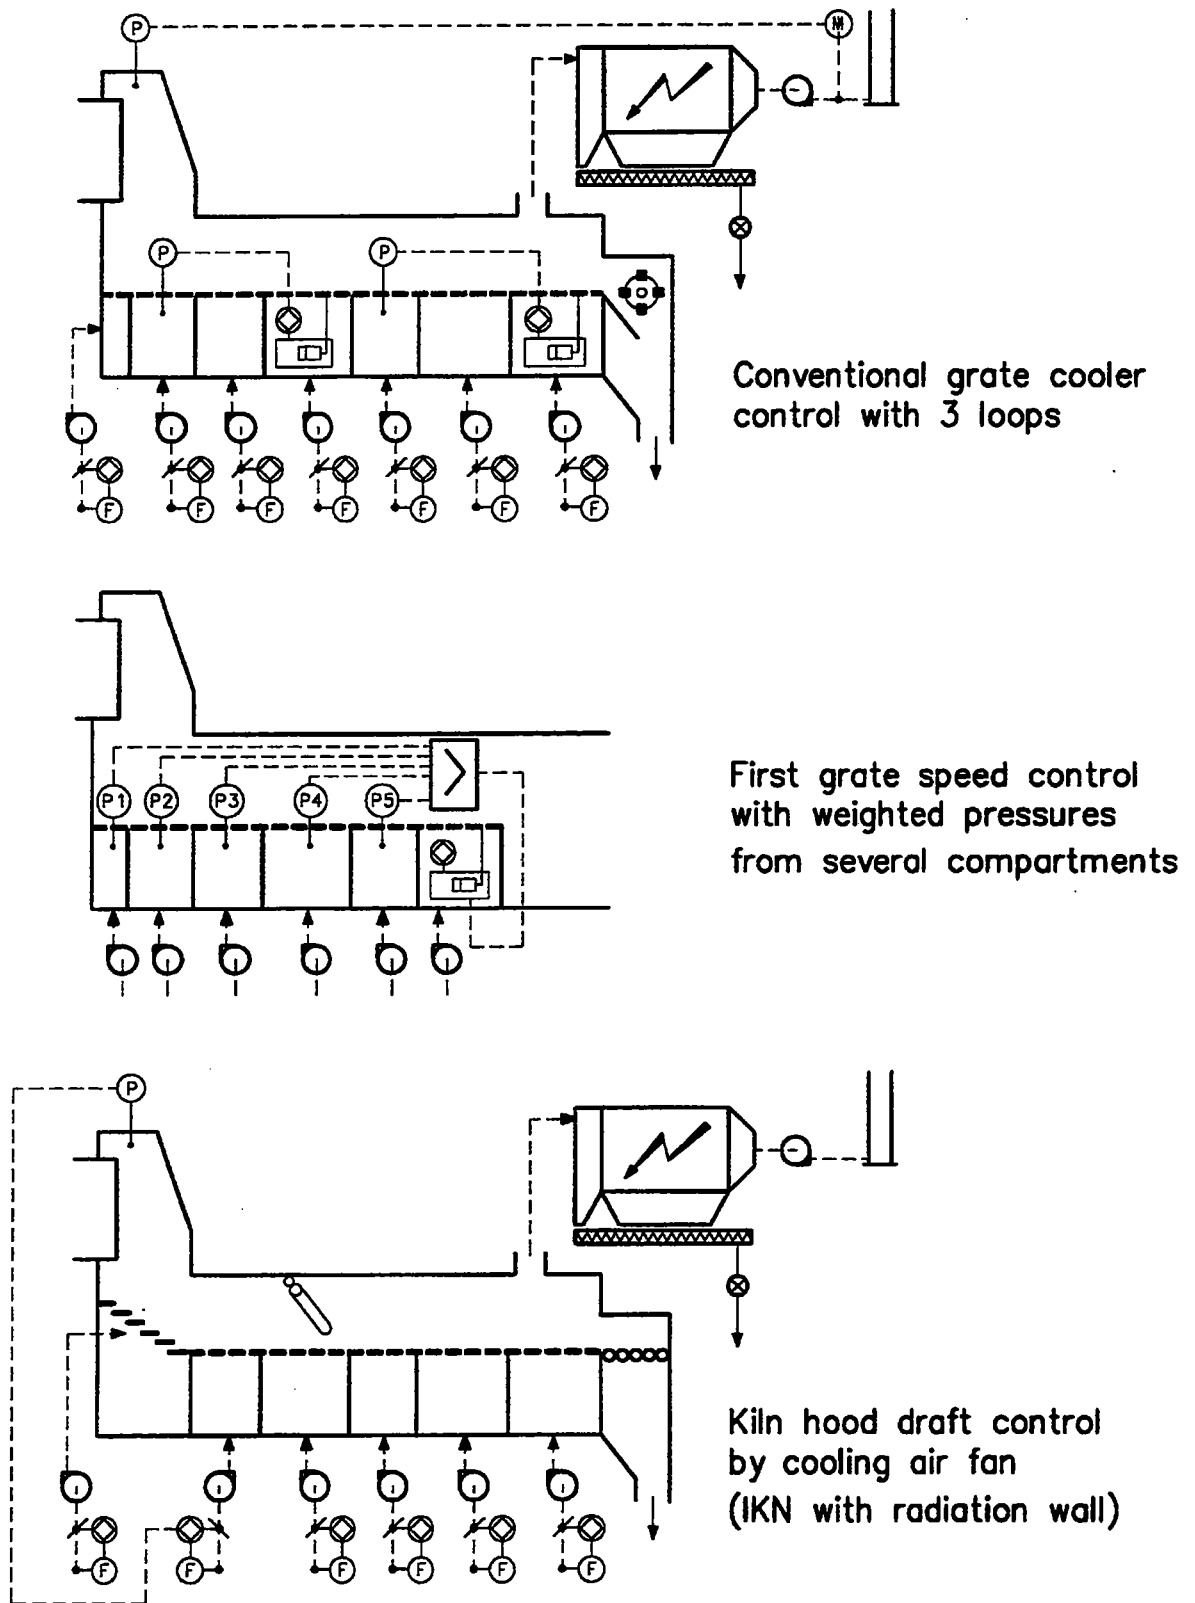 P
M
P
P
Conventional grate cooler
control with 3 loops
F F F F F F F
First grate speed control
with weighted pressures
from several compartments
P1 P2 P3 P4 P5
P
Kiln hood draft control
by cooling air fan
(IKN with radiation wall)
F F F F F F